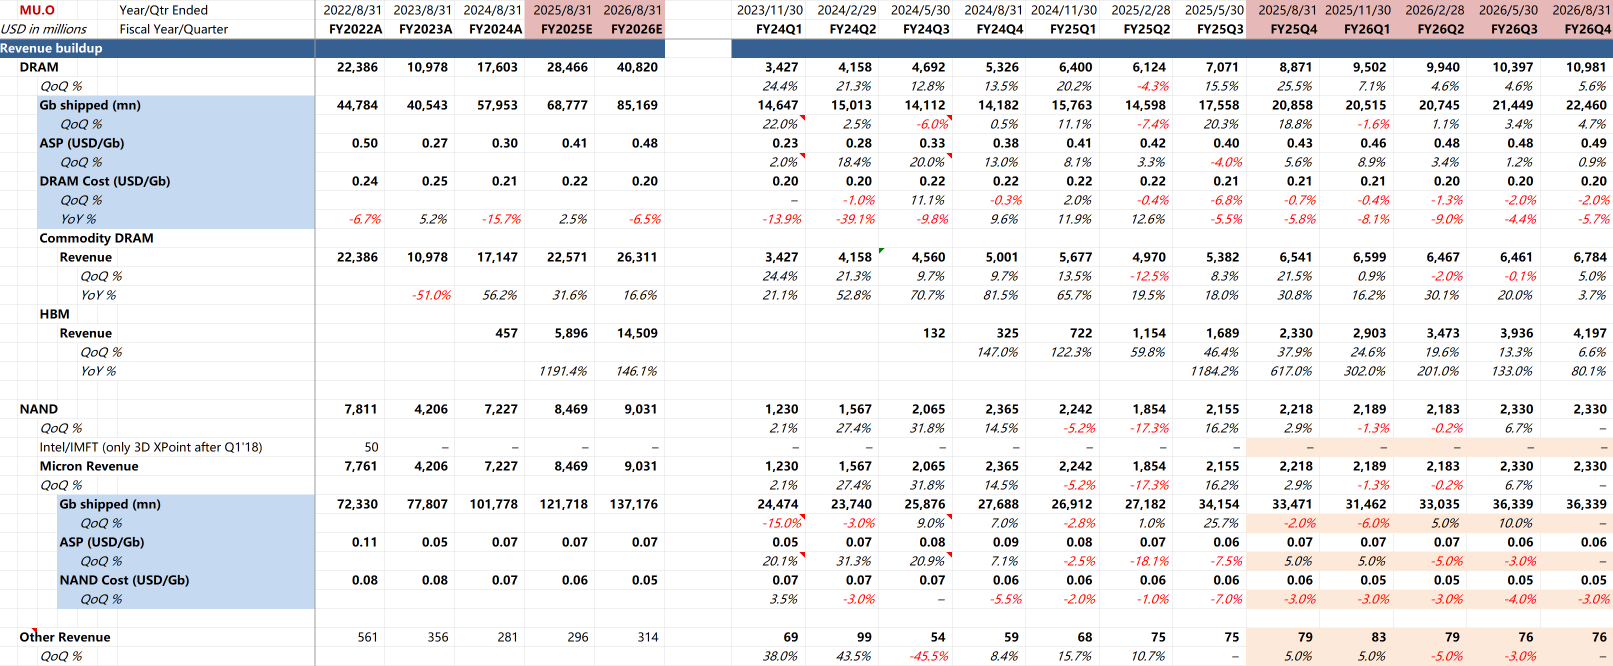 MU.O Year/Qtr Ended 2022/8/31 2023/8/31 2024/8/31 2025/8/31 2026/8/31 2023/11/30 2024/2/29 2024/5/30 2024/8/31 2024/11/30 2025/2/28 2025/5/30 2025/8/31 2025/11/30 2026/2/28 2026/5/30 2026/8/31
USD in millions Fiscal Year/Quarter FY2022A FY2023A FY2024A FY2025E FY2026E FY24Q1 FY24Q2 FY24Q3 FY24Q4 FY25Q1 FY25Q2 FY25Q3 FY25Q4 FY26Q1 FY26Q2 FY26Q3 FY26Q4
Revenue buildup
DRAM 22,386 10,978 17,603 28,466 40,820 3,427 4,158 4,692 5,326 6,400 6,124 7,071 8,871 9,502 9,940 10,397 10,981
QoQ % 24.4% 21.3% 12.8% 13.5% 20.2% -4.3% 15.5% 25.5% 7.1% 4.6% 4.6% 5.6%
Gb shipped (mn) 44,784 40,543 57,953 68,777 85,169 14,647 15,013 14,112 14,182 15,763 14,598 17,558 20,858 20,515 20,745 21,449 22,460
QoQ % 22.0% 2.5% -6.0% 0.5% 11.1% -7.4% 20.3% 18.8% -1.6% 1.1% 3.4% 4.7%
ASP (USD/Gb) 0.50 0.27 0.30 0.41 0.48 0.23 0.28 0.33 0.38 0.41 0.42 0.40 0.43 0.46 0.48 0.48 0.49
QoQ % 2.0% 18.4% 20.0% 13.0% 8.1% 3.3% -4.0% 5.6% 8.9% 3.4% 1.2% 0.9%
DRAM Cost (USD/Gb) 0.24 0.25 0.21 0.22 0.20 0.20 0.20 0.22 0.22 0.22 0.22 0.21 0.21 0.21 0.20 0.20 0.20
QoQ % – -1.0% 11.1% -0.3% 2.0% -0.4% -6.8% -0.7% -0.4% -1.3% -2.0% -2.0%
YoY % -6.7% 5.2% -15.7% 2.5% -6.5% -13.9% -39.1% -9.8% 9.6% 11.9% 12.6% -5.5% -5.8% -8.1% -9.0% -4.4% -5.7%
Commodity DRAM
Revenue 22,386 10,978 17,147 22,571 26,311 3,427 4,158 4,560 5,001 5,677 4,970 5,382 6,541 6,599 6,467 6,461 6,784
QoQ % 24.4% 21.3% 9.7% 9.7% 13.5% -12.5% 8.3% 21.5% 0.9% -2.0% -0.1% 5.0%
YoY % -51.0% 56.2% 31.6% 16.6% 21.1% 52.8% 70.7% 81.5% 65.7% 19.5% 18.0% 30.8% 16.2% 30.1% 20.0% 3.7%
HBM
Revenue 457 5,896 14,509 132 325 722 1,154 1,689 2,330 2,903 3,473 3,936 4,197
QoQ % 147.0% 122.3% 59.8% 46.4% 37.9% 24.6% 19.6% 13.3% 6.6%
YoY % 1191.4% 146.1% 1184.2% 617.0% 302.0% 201.0% 133.0% 80.1%
NAND 7,811 4,206 7,227 8,469 9,031 1,230 1,567 2,065 2,365 2,242 1,854 2,155 2,218 2,189 2,183 2,330 2,330
QoQ % 2.1% 27.4% 31.8% 14.5% -5.2% -17.3% 16.2% 2.9% -1.3% -0.2% 6.7% –
Intel/IMFT (only 3D XPoint after Q1'18) 50 – – – – – – – – – – – – – – – –
Micron Revenue 7,761 4,206 7,227 8,469 9,031 1,230 1,567 2,065 2,365 2,242 1,854 2,155 2,218 2,189 2,183 2,330 2,330
QoQ % 2.1% 27.4% 31.8% 14.5% -5.2% -17.3% 16.2% 2.9% -1.3% -0.2% 6.7% –
Gb shipped (mn) 72,330 77,807 101,778 121,718 137,176 24,474 23,740 25,876 27,688 26,912 27,182 34,154 33,471 31,462 33,035 36,339 36,339
QoQ % -15.0% -3.0% 9.0% 7.0% -2.8% 1.0% 25.7% -2.0% -6.0% 5.0% 10.0% –
ASP (USD/Gb) 0.11 0.05 0.07 0.07 0.07 0.05 0.07 0.08 0.09 0.08 0.07 0.06 0.07 0.07 0.07 0.06 0.06
QoQ % 20.1% 31.3% 20.9% 7.1% -2.5% -18.1% -7.5% 5.0% 5.0% -5.0% -3.0% –
NAND Cost (USD/Gb) 0.08 0.08 0.07 0.06 0.05 0.07 0.07 0.07 0.06 0.06 0.06 0.06 0.06 0.05 0.05 0.05 0.05
QoQ % 3.5% -3.0% – -5.5% -2.0% -1.0% -7.0% -3.0% -3.0% -3.0% -4.0% -3.0%
Other Revenue 561 356 281 296 314 69 99 54 59 68 75 75 79 83 79 76 76
QoQ % 38.0% 43.5% -45.5% 8.4% 15.7% 10.7% – 5.0% 5.0% -5.0% -3.0% –